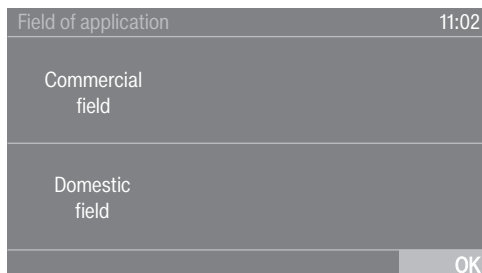 Field of application 11:02
Commercial
field
Domestic
field
OK